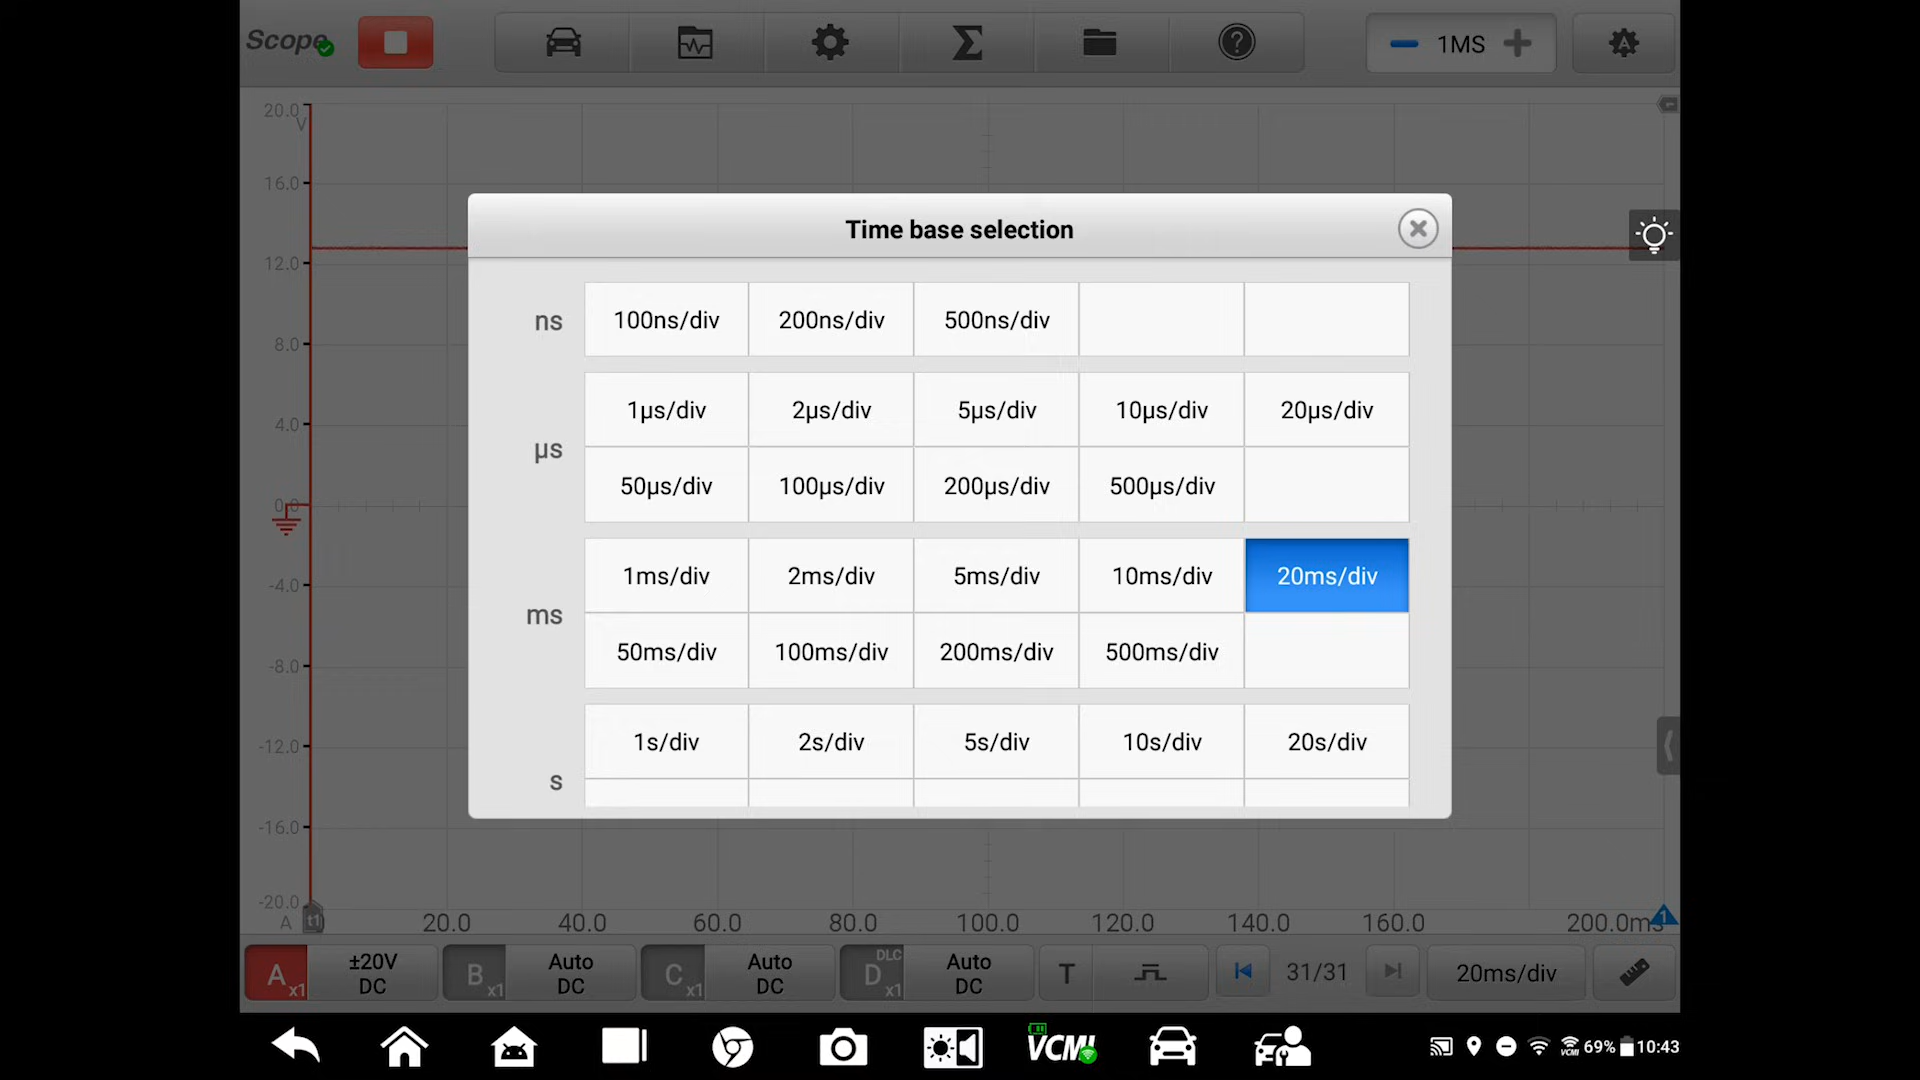 Scope
1MS
A
20.0
V
16.0
12.0
8.0
4.0
0.0
-4.0
-8.0
-12.0
-16.0
-20.0
A
t1
20.0
40.0
60.0
80.0
100.0
120.0
140.0
160.0
200.0ms
1
Time base selection
ns
100ns/div
200ns/div
500ns/div
µs
1µs/div
2µs/div
5µs/div
10µs/div
20µs/div
50µs/div
100µs/div
200µs/div
500µs/div
ms
1ms/div
2ms/div
5ms/div
10ms/div
20ms/div
50ms/div
100ms/div
200ms/div
500ms/div
s
1s/div
2s/div
5s/div
10s/div
20s/div
A x1
±20V
DC
B x1
Auto
DC
C x1
Auto
DC
DLC
D x1
Auto
DC
T
31/31
20ms/div
VCMI
VCMI
69%
10:43